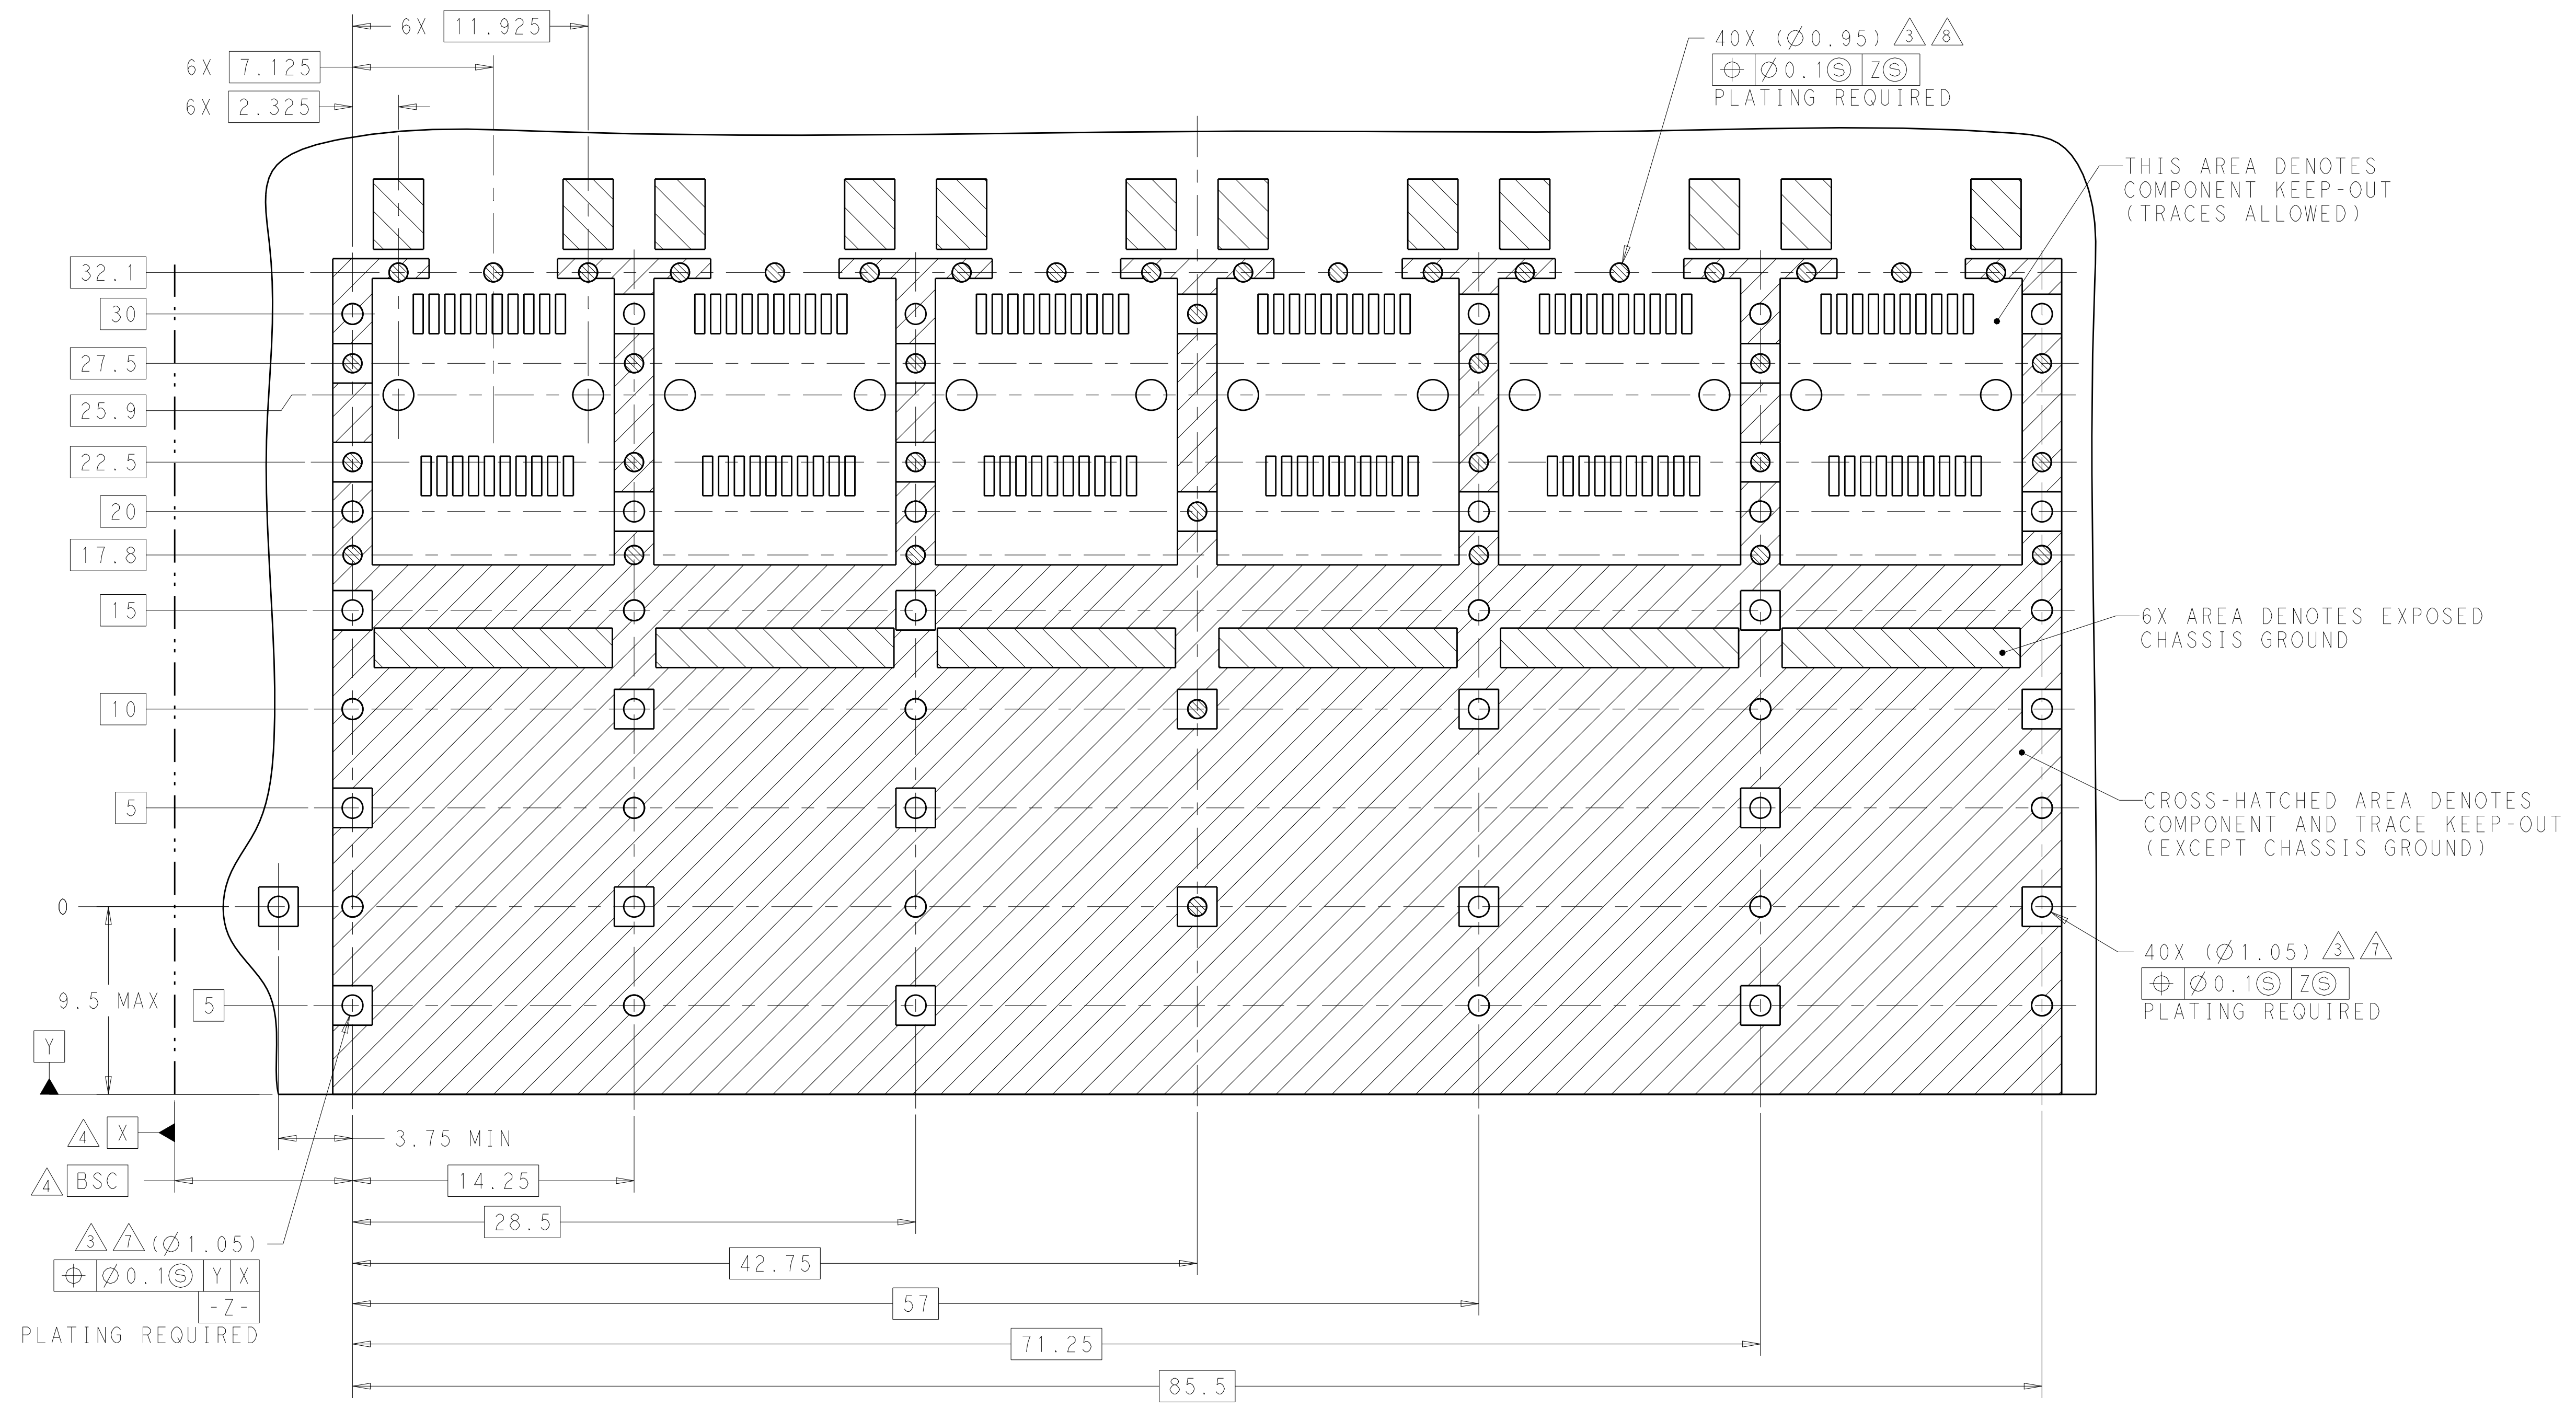 6X 11.925
6X 7.125
6X 2.325
40X (Ø0.95) 3 8
⌖ Ø0.1Ⓢ ZⓈ
PLATING REQUIRED
THIS AREA DENOTES
COMPONENT KEEP-OUT
(TRACES ALLOWED)
32.1
30
27.5
25.9
22.5
20
17.8
15
10
5
0
5
9.5 MAX
6X AREA DENOTES EXPOSED
CHASSIS GROUND
CROSS-HATCHED AREA DENOTES
COMPONENT AND TRACE KEEP-OUT
(EXCEPT CHASSIS GROUND)
40X (Ø1.05) 3 7
⌖ Ø0.1Ⓢ ZⓈ
PLATING REQUIRED
Y
4 X
3.75 MIN
4 BSC
14.25
28.5
3 7 (Ø1.05)
⌖ Ø0.1Ⓢ Y X
-Z-
PLATING REQUIRED
42.75
57
71.25
85.5